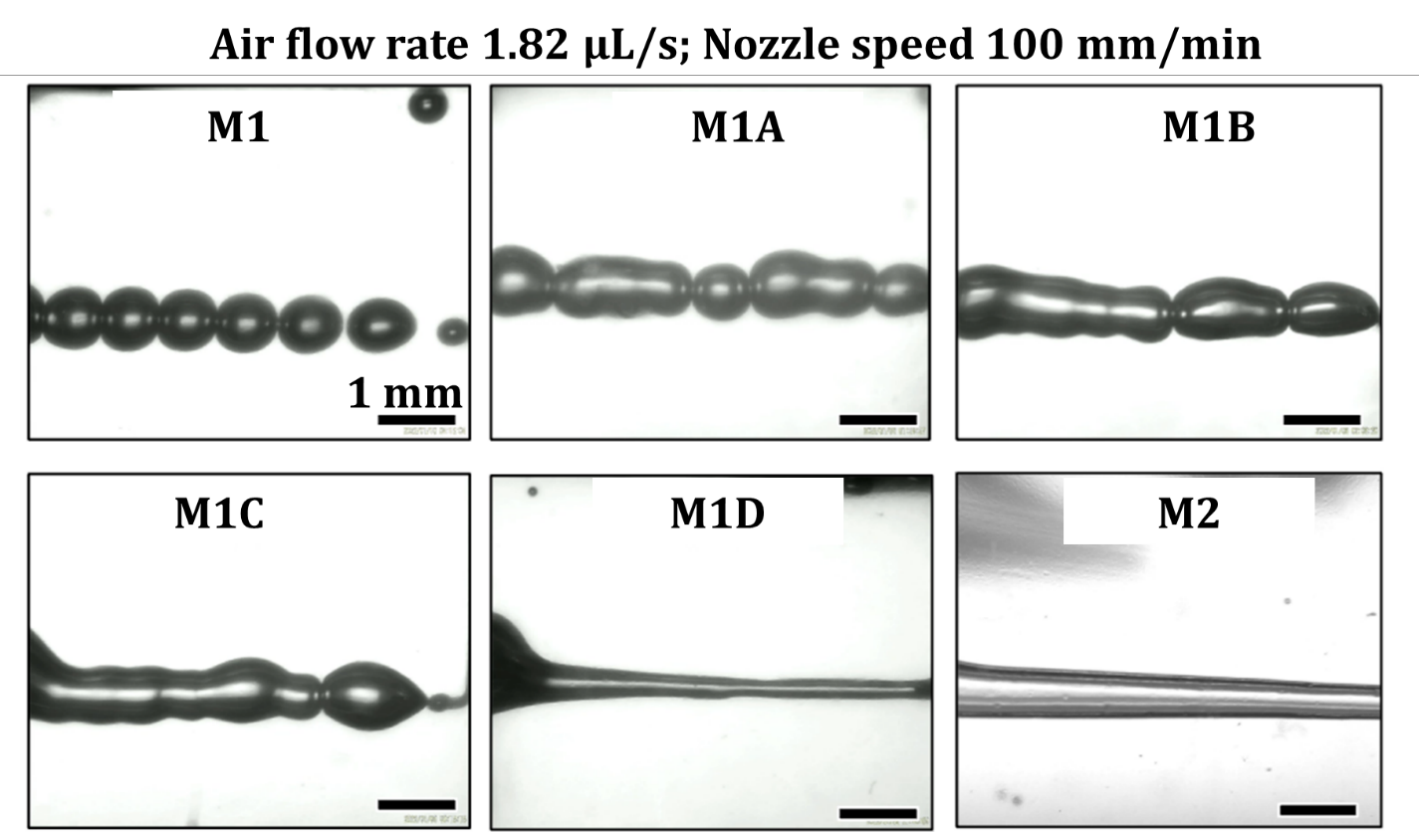 Air flow rate 1.82 µL/s; Nozzle speed 100 mm/min
M1
M1A
M1B
1 mm
M1C
M1D
M2